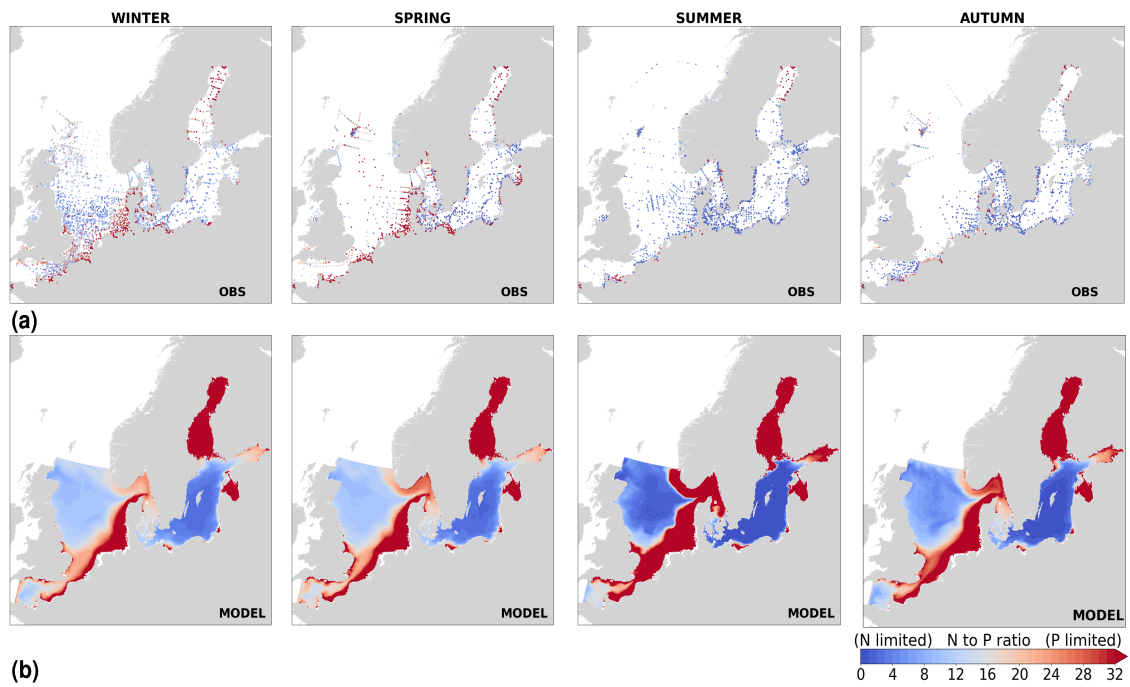 WINTER SPRING SUMMER AUTUMN
OBS OBS OBS OBS
(a)
MODEL MODEL MODEL MODEL
(N limited) N to P ratio (P limited)
0 4 8 12 16 20 24 28 32
(b)